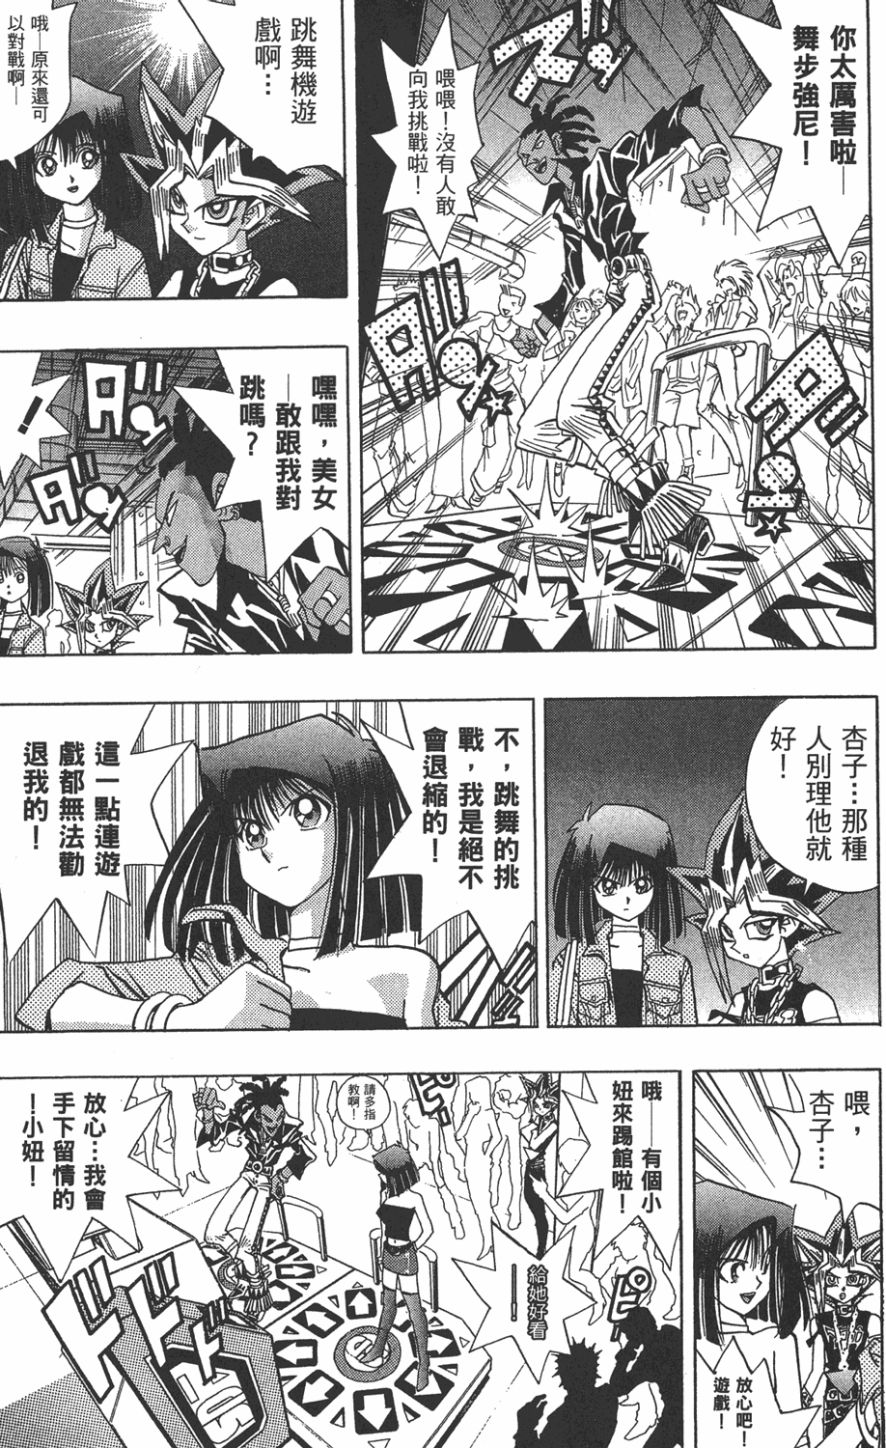 你太厲害啦—
舞步強尼！
喂喂！沒有人敢
向我挑戰啦！
跳舞機遊
戲啊…
哦—原來還可
以對戰啊—
嘿嘿，美女
——敢跟我對
跳嗎？
！
杏子…那種
人別理他就
好！
不，跳舞的挑
戰，我是絕不
會退縮的！
這一點連遊
戲都無法勸
退我的！
喂，
杏子…
放心吧！
遊戲！
哦——有個小
妞來踢館啦！
給她好看
——！
請多指
教啊！
放心…我會
手下留情的
！小妞！
ピ
ピ
ド
ド
ド